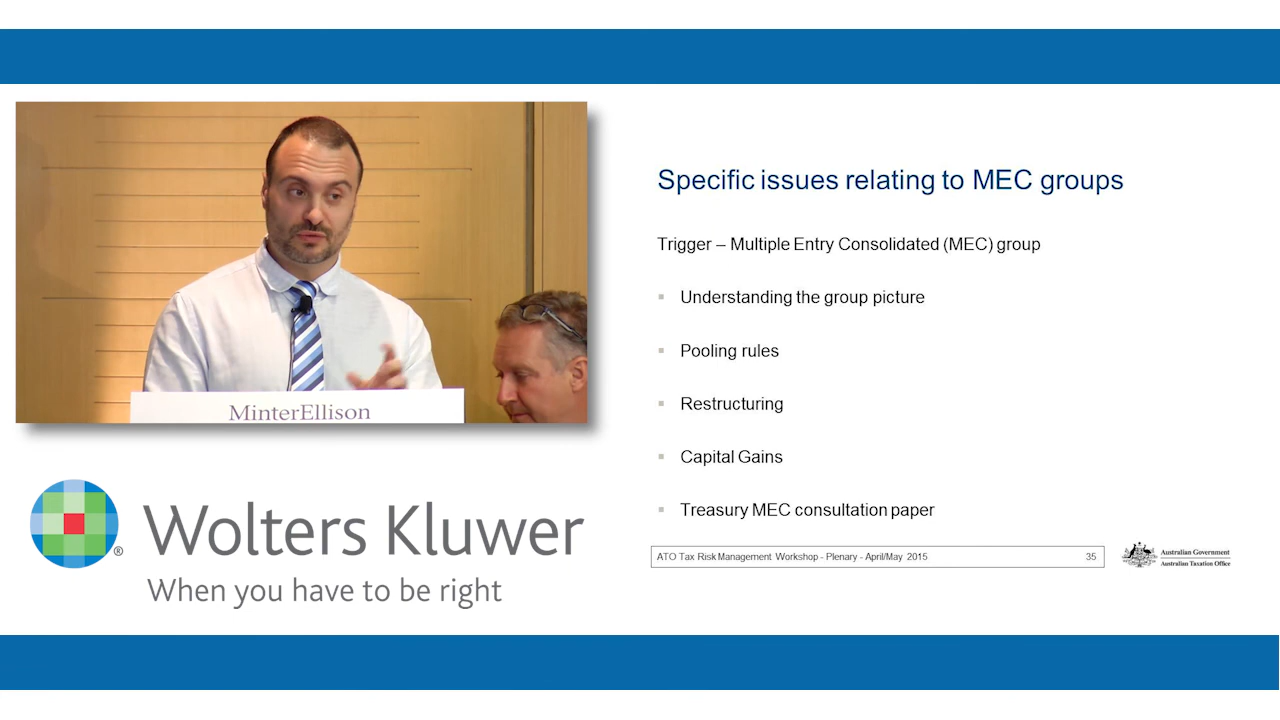 MinterEllison
Wolters Kluwer
®
When you have to be right
Specific issues relating to MEC groups
Trigger – Multiple Entry Consolidated (MEC) group
Understanding the group picture
Pooling rules
Restructuring
Capital Gains
Treasury MEC consultation paper
ATO Tax Risk Management Workshop - Plenary - April/May 2015 35
Australian Government
Australian Taxation Office